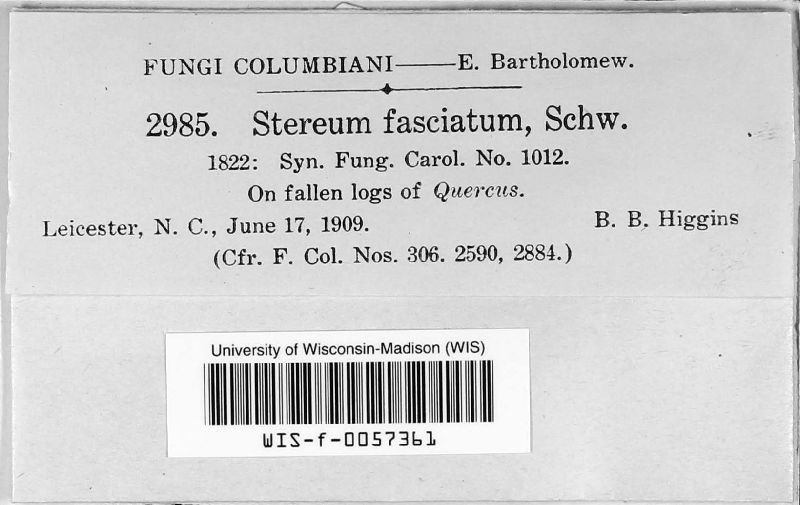 FUNGI COLUMBIANI——E. Bartholomew.
2985. Stereum fasciatum, Schw.
1822: Syn. Fung. Carol. No. 1012.
On fallen logs of Quercus.
Leicester, N. C., June 17, 1909. B. B. Higgins
(Cfr. F. Col. Nos. 306. 2590, 2884.)
University of Wisconsin-Madison (WIS)
WIS-f-0057361